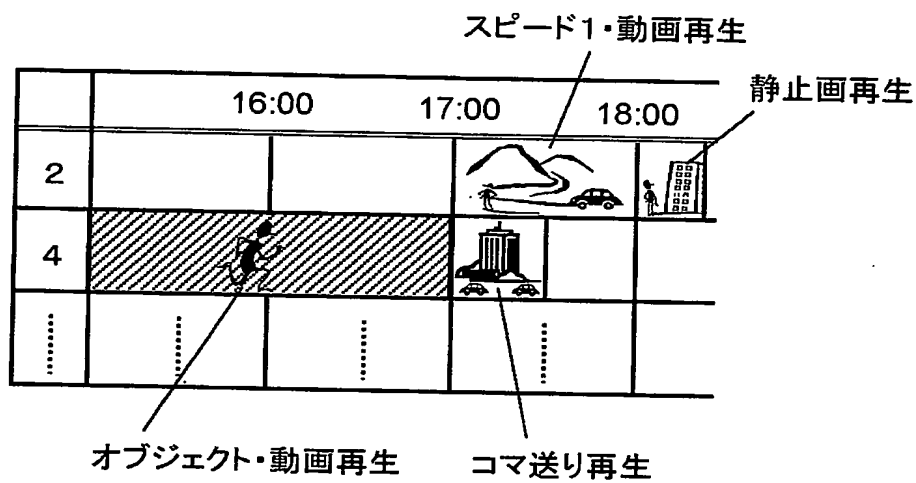 スピード1・動画再生
静止画再生
16:00 17:00 18:00
2
4
オブジェクト・動画再生
コマ送り再生